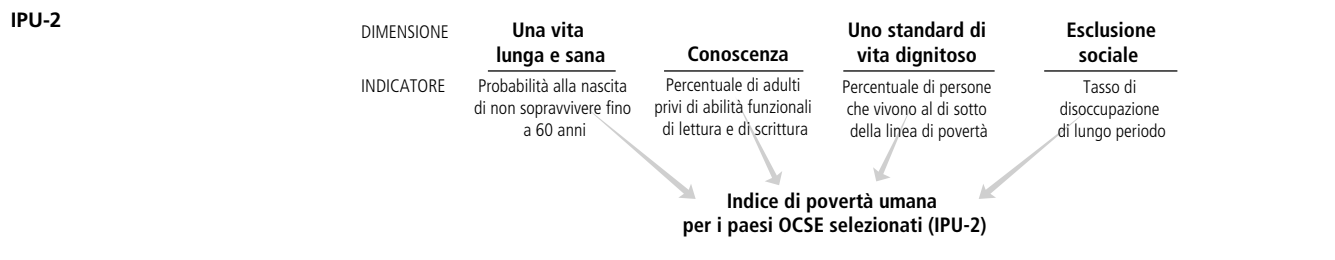 IPU-2
DIMENSIONE
Una vita
lunga e sana
Conoscenza
Uno standard di
vita dignitoso
Esclusione
sociale
INDICATORE
Probabilità alla nascita
di non sopravvivere fino
a 60 anni
Percentuale di adulti
privi di abilità funzionali
di lettura e di scrittura
Percentuale di persone
che vivono al di sotto
della linea di povertà
Tasso di
disoccupazione
di lungo periodo
Indice di povertà umana
per i paesi OCSE selezionati (IPU-2)